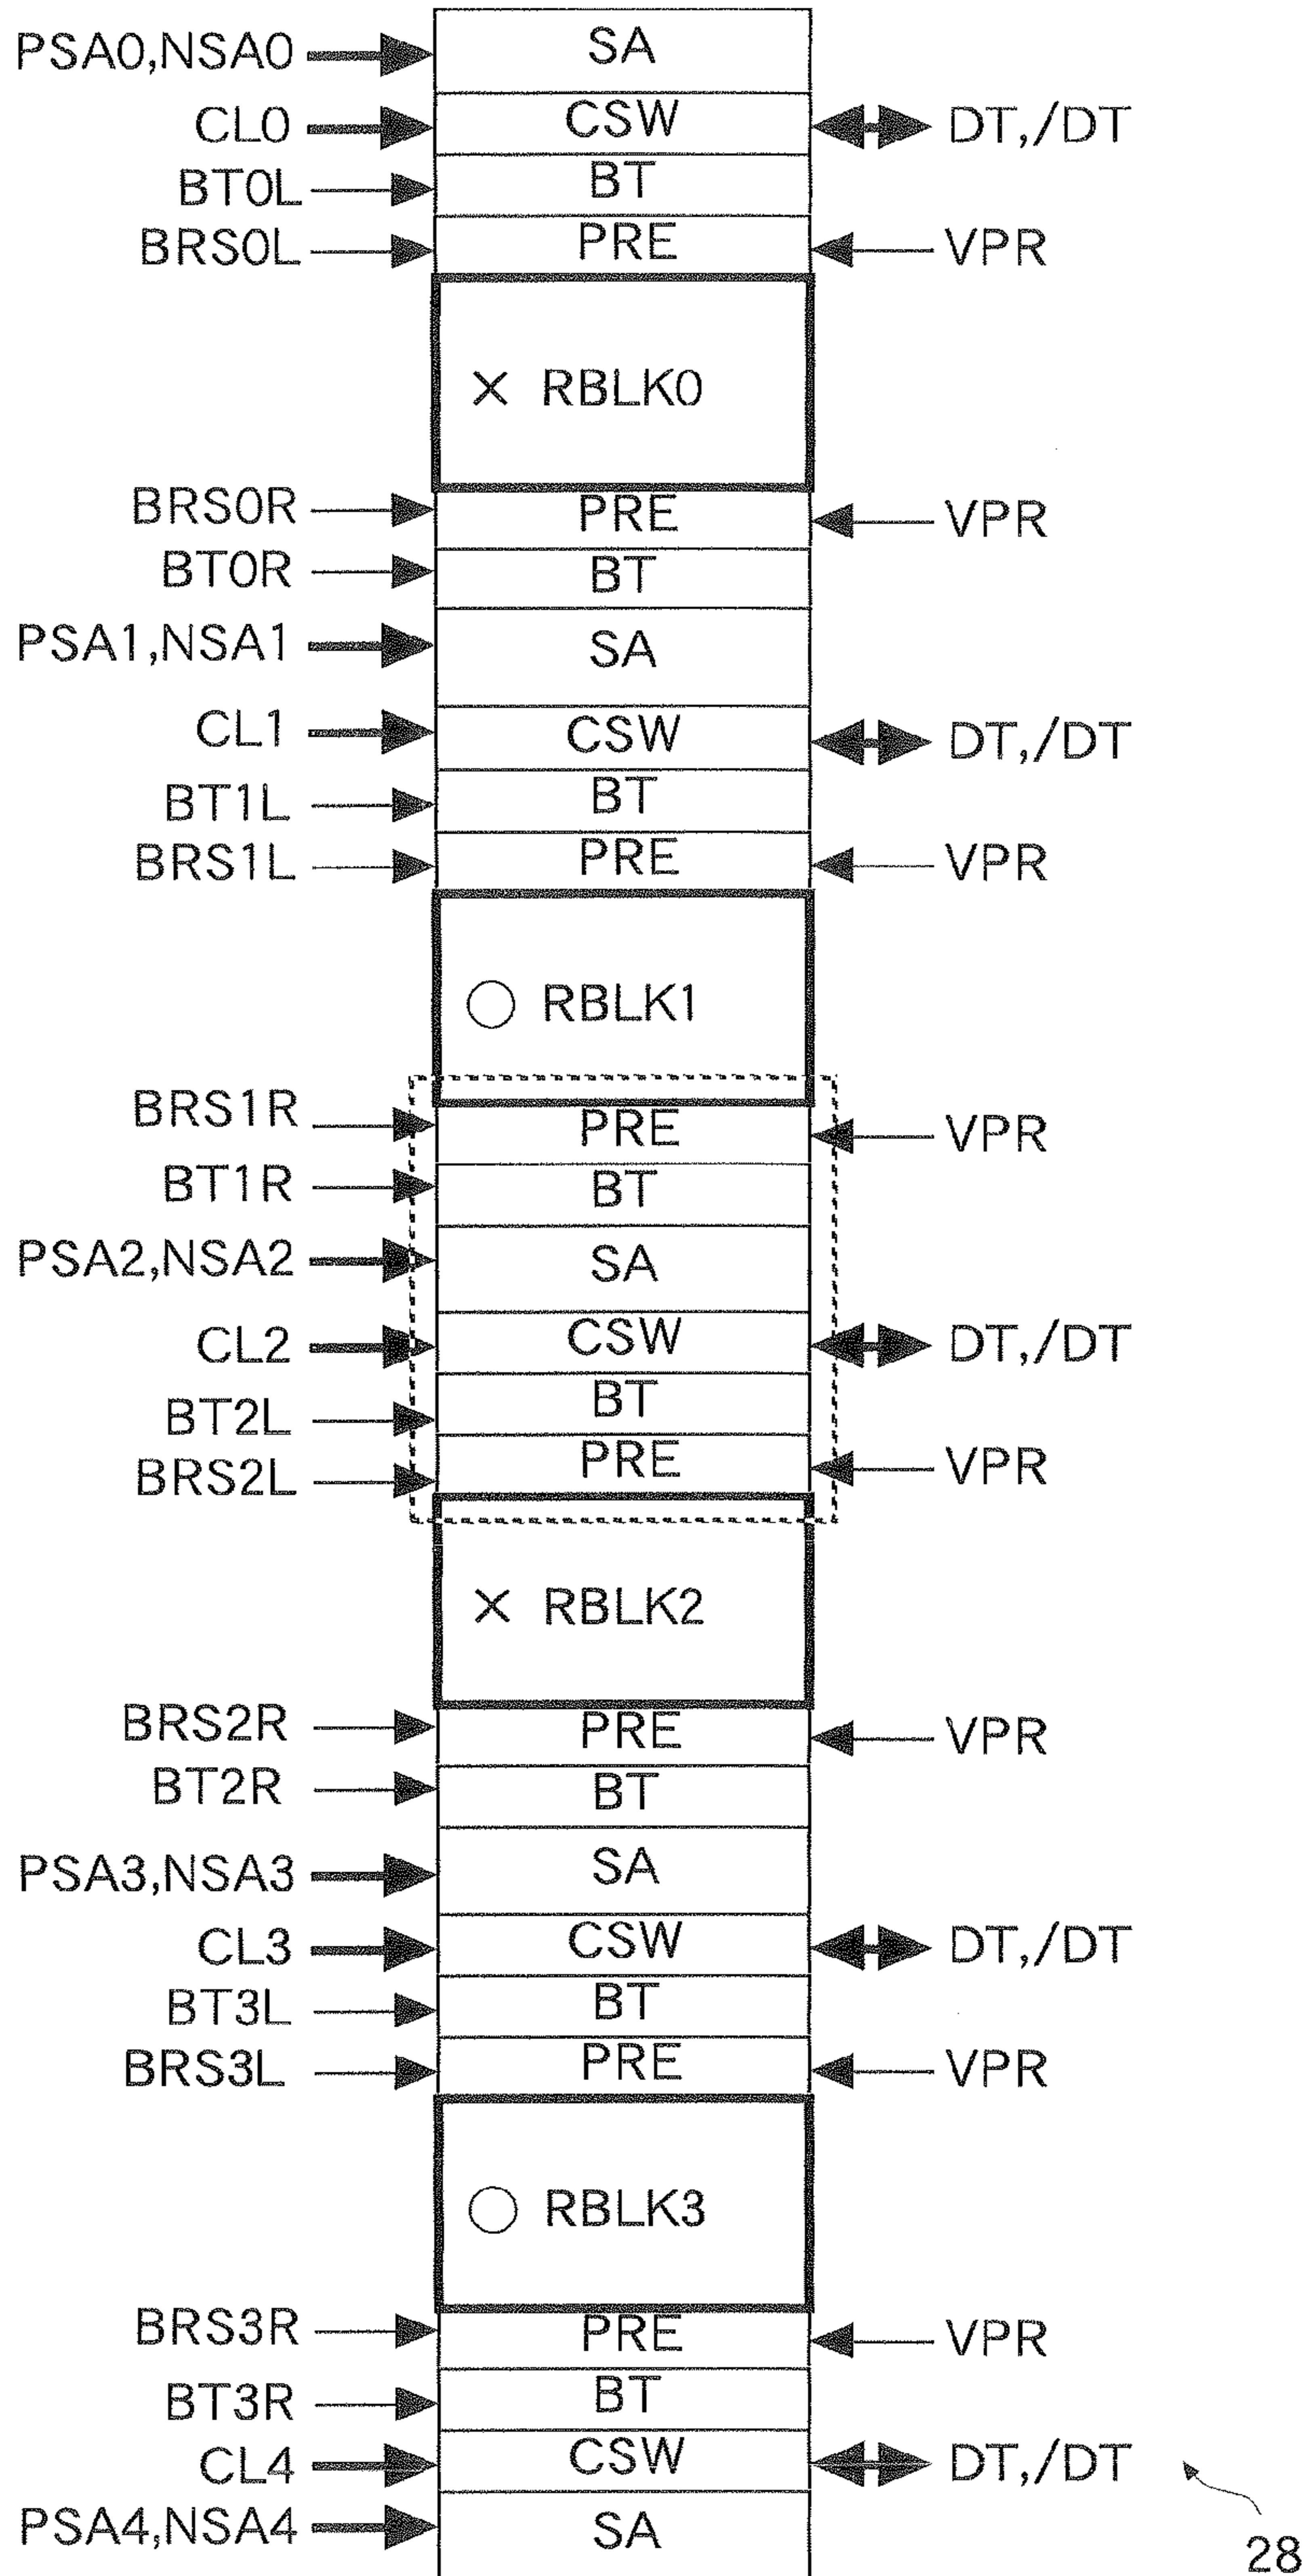 PSA0,NSA0 SA
CL0 CSW DT,/DT
BT0L BT
BRS0L PRE VPR
× RBLK0
BRS0R PRE VPR
BT0R BT
PSA1,NSA1 SA
CL1 CSW DT,/DT
BT1L BT
BRS1L PRE VPR
○ RBLK1
BRS1R PRE VPR
BT1R BT
PSA2,NSA2 SA
CL2 CSW DT,/DT
BT2L BT
BRS2L PRE VPR
× RBLK2
BRS2R PRE VPR
BT2R BT
PSA3,NSA3 SA
CL3 CSW DT,/DT
BT3L BT
BRS3L PRE VPR
○ RBLK3
BRS3R PRE VPR
BT3R BT
CL4 CSW DT,/DT
PSA4,NSA4 SA
28